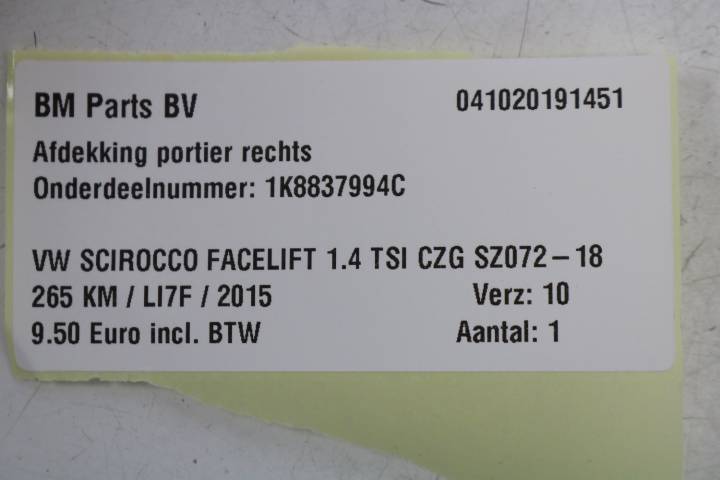 BM Parts BV 041020191451
Afdekking portier rechts
Onderdeelnummer: 1K8837994C
VW SCIROCCO FACELIFT 1.4 TSI CZG SZ072-18
265 KM / LI7F / 2015 Verz: 10
9.50 Euro incl. BTW Aantal: 1